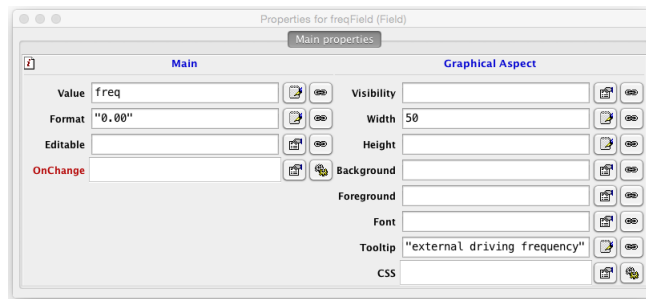 Properties for freqField (Field)
Main properties
Main
Graphical Aspect
Value freq
Format "0.00"
Editable
OnChange
Visibility
Width 50
Height
Background
Foreground
Font
Tooltip "external driving frequency"
CSS